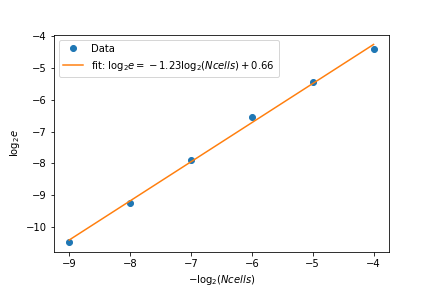 −4
−5
−6
−7
−8
−9
−10
log₂e
Data
fit: log₂e = −1.23log₂(Ncells) + 0.66
−9 −8 −7 −6 −5 −4
−log₂(Ncells)